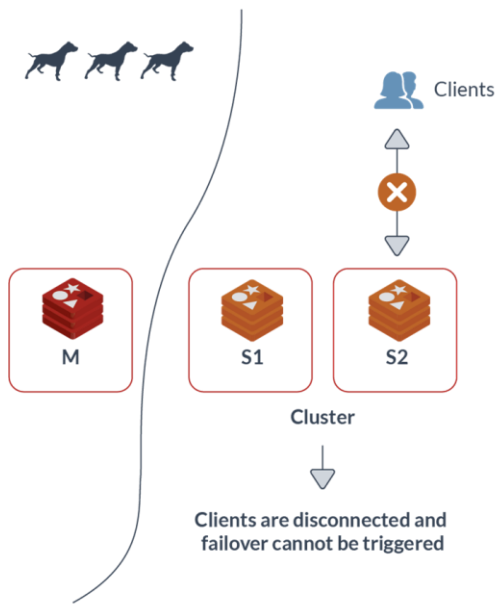 Clients
M
S1
S2
Cluster
Clients are disconnected and
failover cannot be triggered